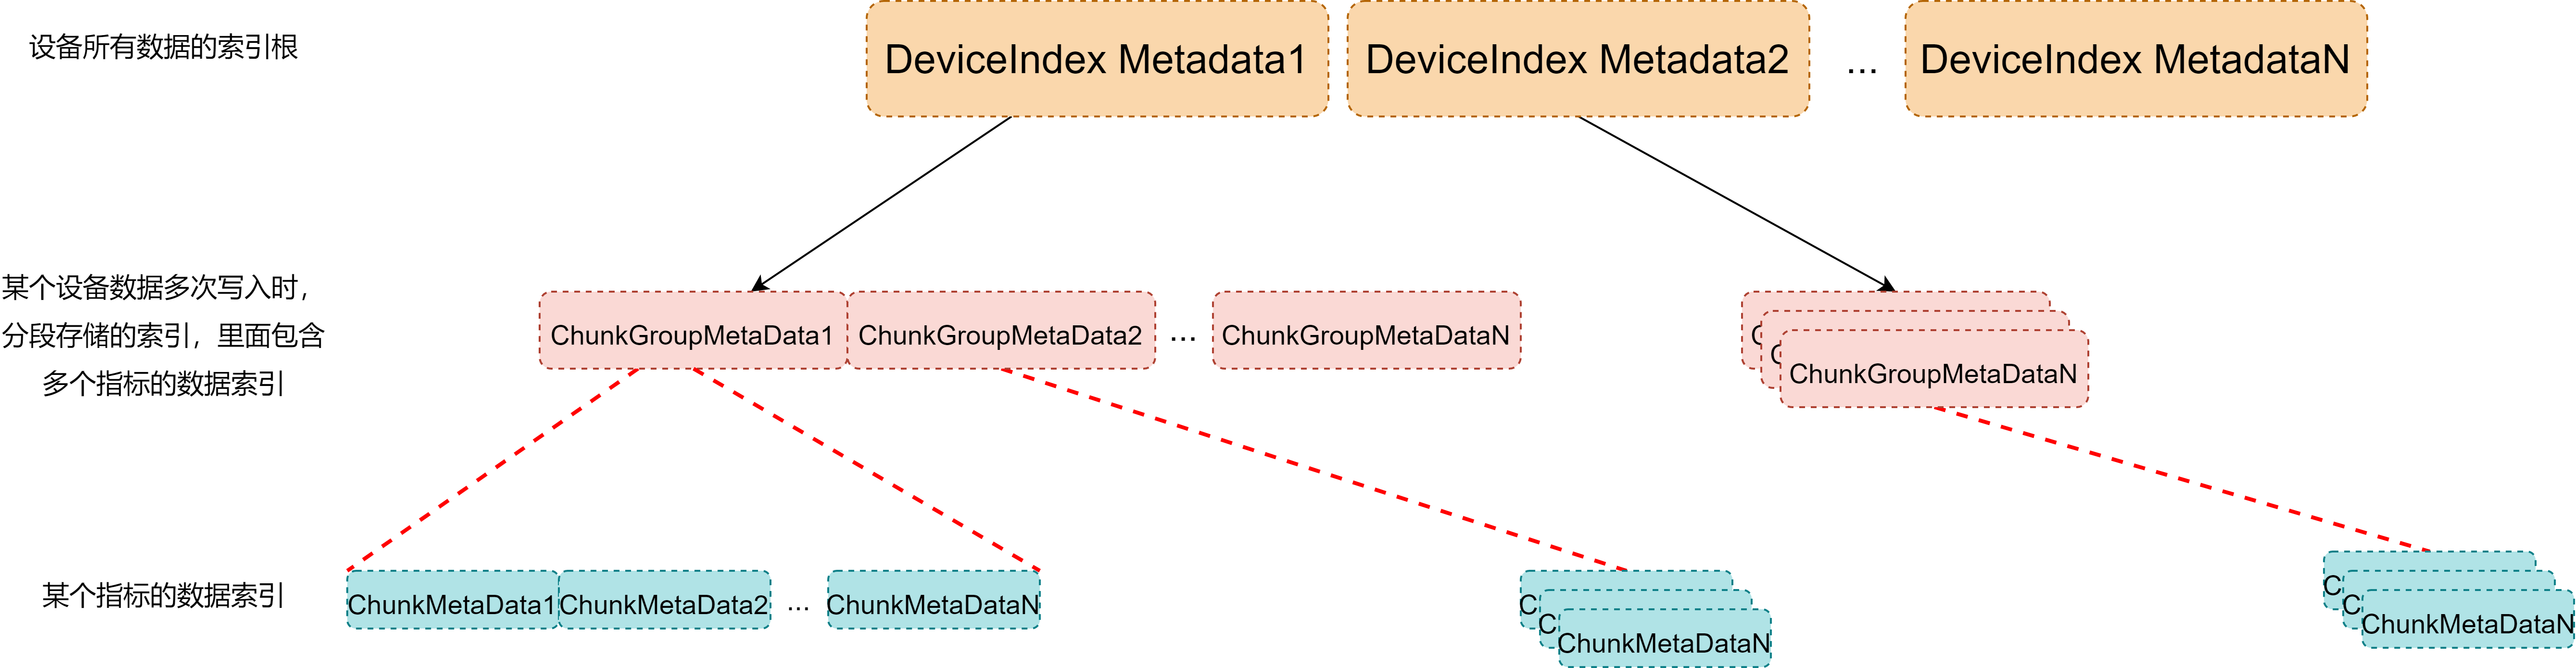 设备所有数据的索引根
DeviceIndex Metadata1
DeviceIndex Metadata2
...
DeviceIndex MetadataN
某个设备数据多次写入时，
分段存储的索引，里面包含
多个指标的数据索引
ChunkGroupMetaData1
ChunkGroupMetaData2
...
ChunkGroupMetaDataN
C
C
ChunkGroupMetaDataN
某个指标的数据索引
ChunkMetaData1
ChunkMetaData2
...
ChunkMetaDataN
C
C
ChunkMetaDataN
C
C
ChunkMetaDataN